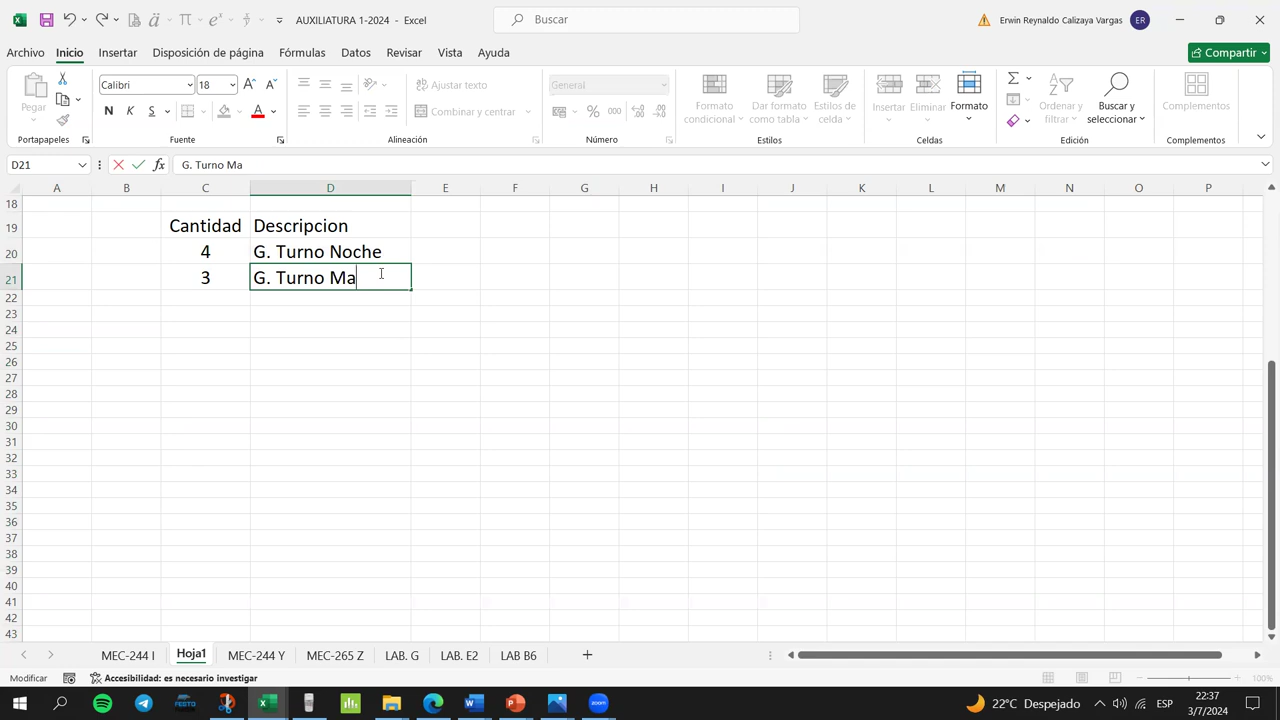 AUXILIATURA 1-2024 - Excel
Buscar
Erwin Reynaldo Calizaya Vargas
ER
Archivo Inicio Insertar Disposición de página Fórmulas Datos Revisar Vista Ayuda
Compartir
Pegar
Portapapeles
Calibri 18
N K S
Fuente
Ajustar texto
Combinar y centrar
Alineación
General
% 000
Número
Formato condicional
Dar formato como tabla
Estilos de celda
Estilos
Insertar
Eliminar
Formato
Celdas
Ordenar y filtrar
Buscar y seleccionar
Edición
Complementos
Complementos
D21
fx
G. Turno Ma
A B C D E F G H I J K L M N O P
18
19 Cantidad Descripcion
20 4 G. Turno Noche
21 3 G. Turno Ma
22
23
24
25
26
27
28
29
30
31
32
33
34
35
36
37
38
39
40
41
42
43
MEC-244 I Hoja1 MEC-244 Y MEC-265 Z LAB. G LAB. E2 LAB B6
Modificar
Accesibilidad: es necesario investigar
100%
FESTO
zoom
22°C Despejado
ESP
22:37
3/7/2024